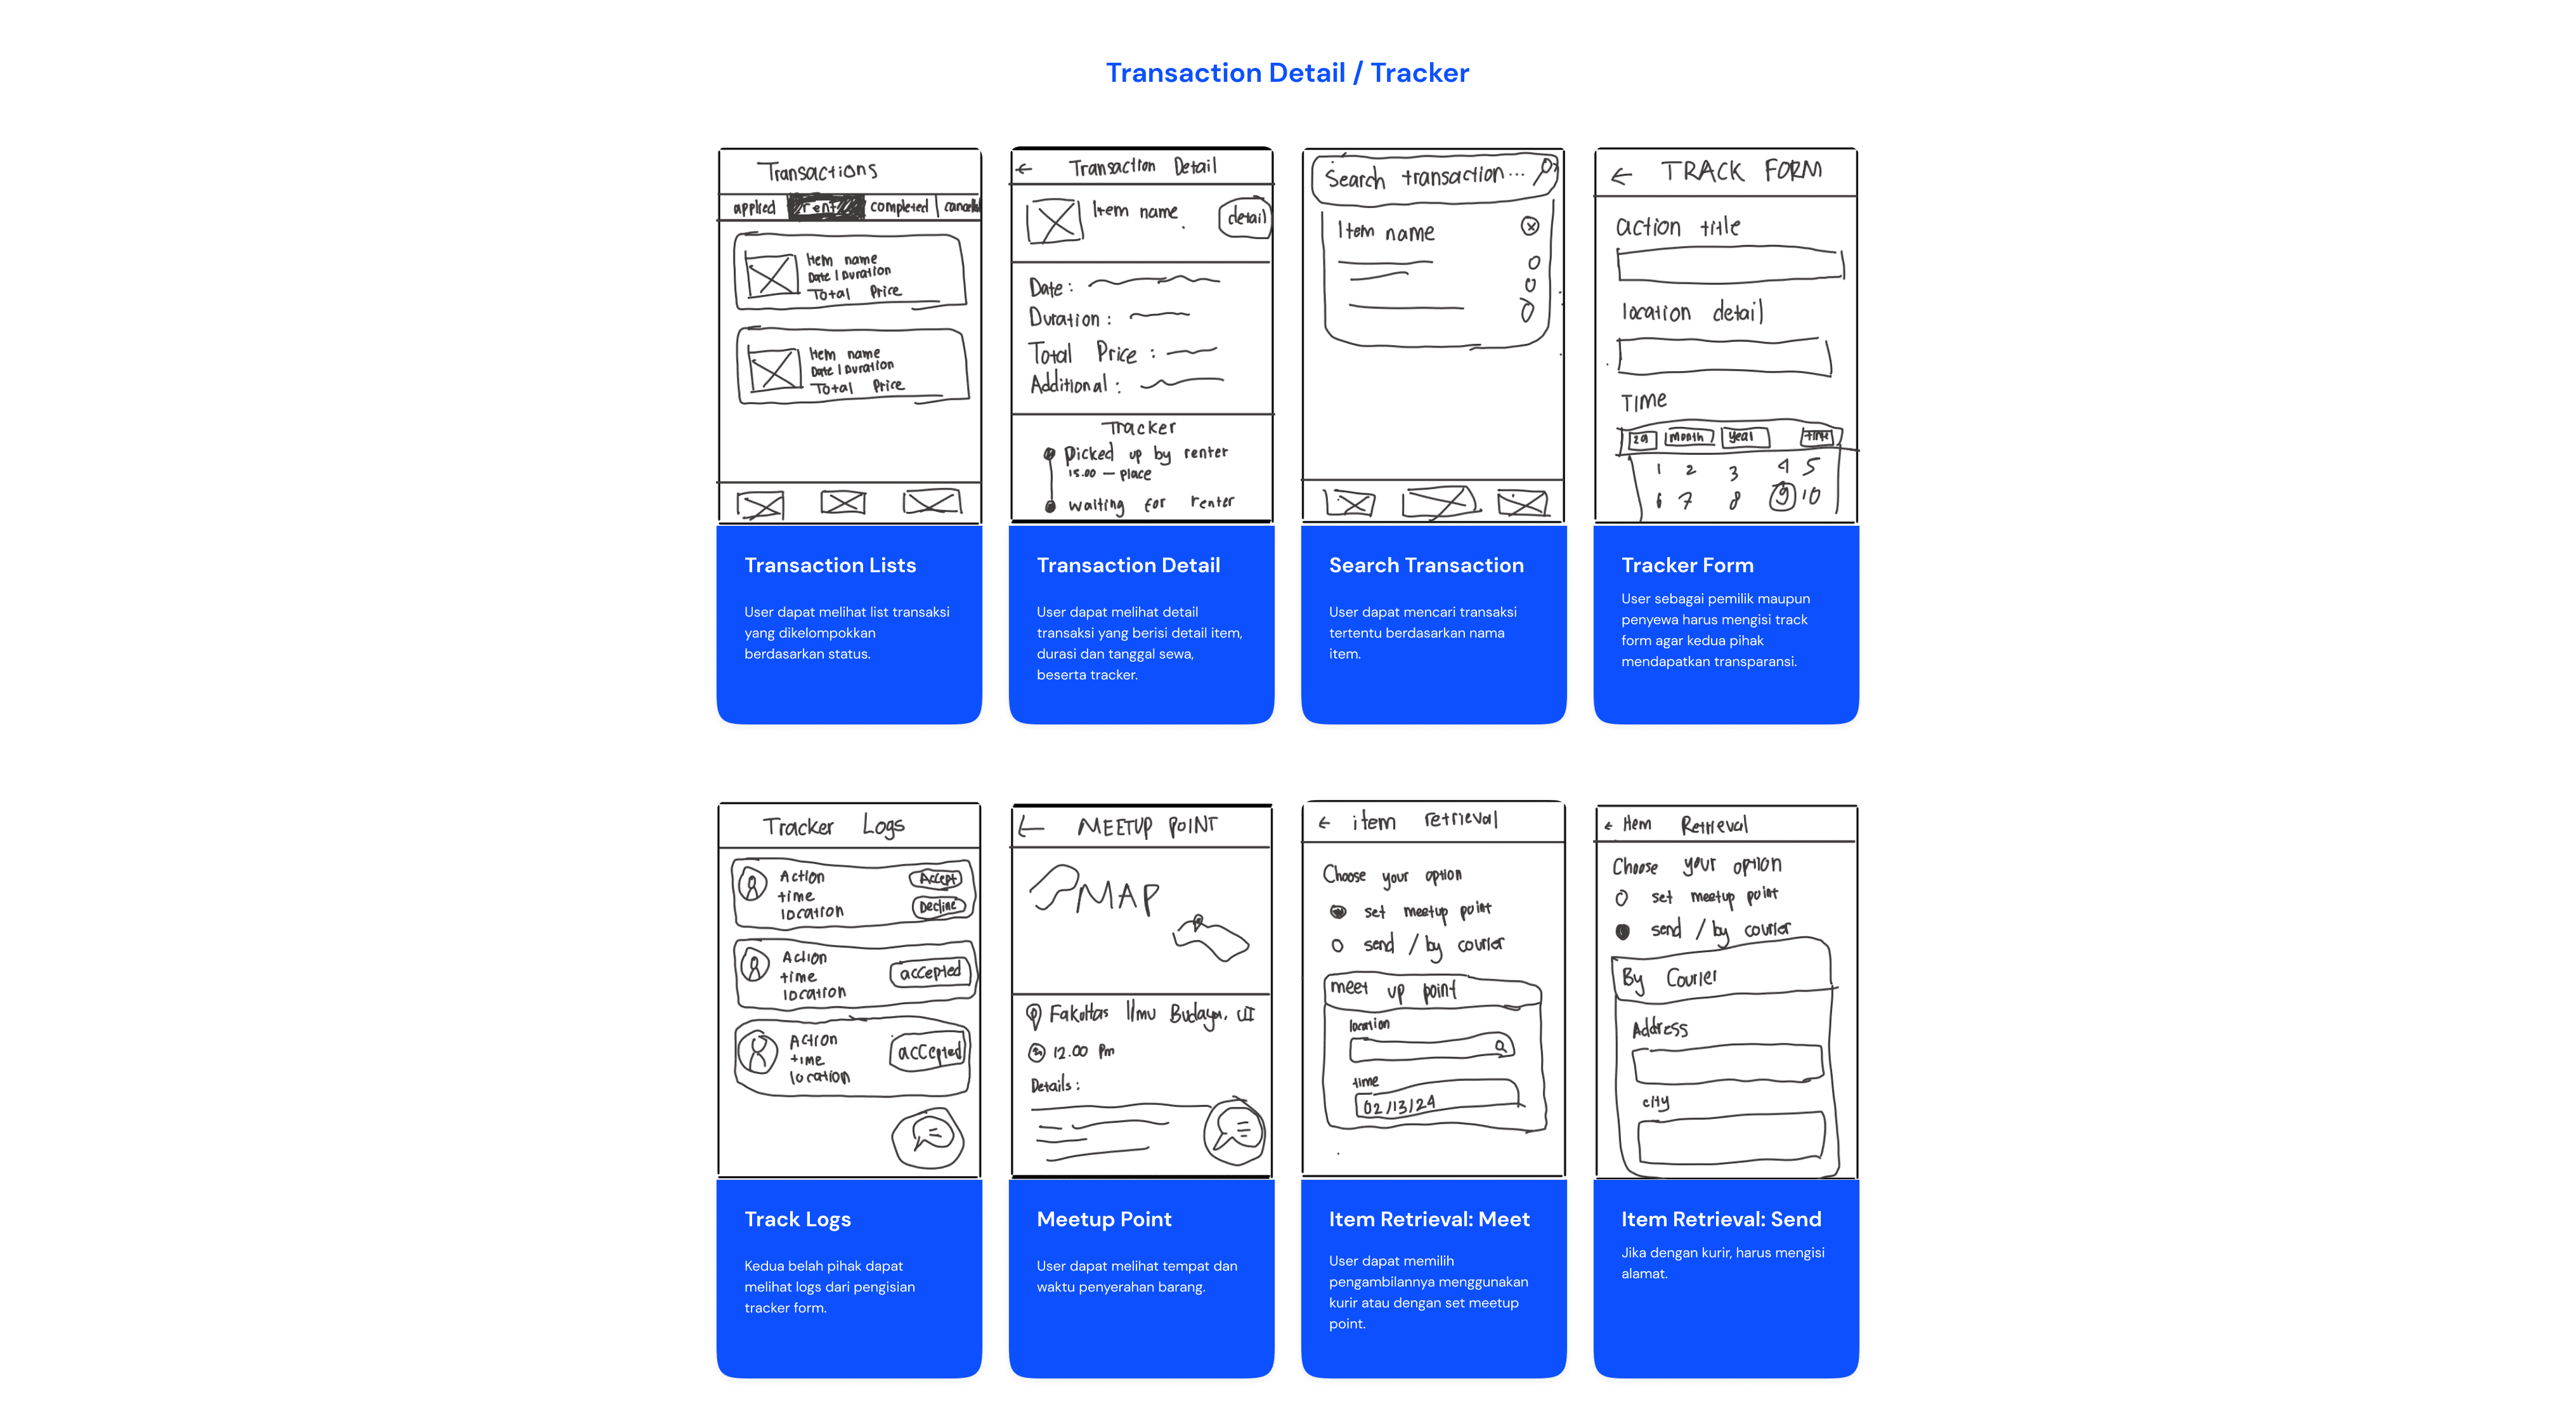 Transaction Detail / Tracker
Transactions
applied rent completed
Item name
Date | Duration
Total Price
Item name
Date | Duration
Total Price
Transaction Lists
User dapat melihat list transaksi
yang dikelompokkan
berdasarkan status.
← Transaction Detail
Item name detail
Date:
Duration:
Total Price:
Additional:
Tracker
Picked up by renter
15.00 — place
waiting for renter
Transaction Detail
User dapat melihat detail
transaksi yang berisi detail item,
durasi dan tanggal sewa,
beserta tracker.
Search transaction...
Item name
Search Transaction
User dapat mencari transaksi
tertentu berdasarkan nama
item.
← TRACK FORM
action title
location detail
TIME
29 month year time
1 2 3 4 5
6 7 8 9 10
Tracker Form
User sebagai pemilik maupun
penyewa harus mengisi track
form agar kedua pihak
mendapatkan transparansi.
Tracker Logs
Action
time
location
Accept
Decline
Action
time
location
accepted
Action
time
location
accepted
Track Logs
Kedua belah pihak dapat
melihat logs dari pengisian
tracker form.
← MEETUP POINT
MAP
Fakultas Ilmu Budaya, UI
12.00 Pm
Details:
Meetup Point
User dapat melihat tempat dan
waktu penyerahan barang.
← item retrieval
Choose your option
set meetup point
send / by courier
meet up point
location
time
02/13/24
Item Retrieval: Meet
User dapat memilih
pengambilannya menggunakan
kurir atau dengan set meetup
point.
← Item Retrieval
Choose your option
set meetup point
send / by courier
By Courier
Address
city
Item Retrieval: Send
Jika dengan kurir, harus mengisi
alamat.